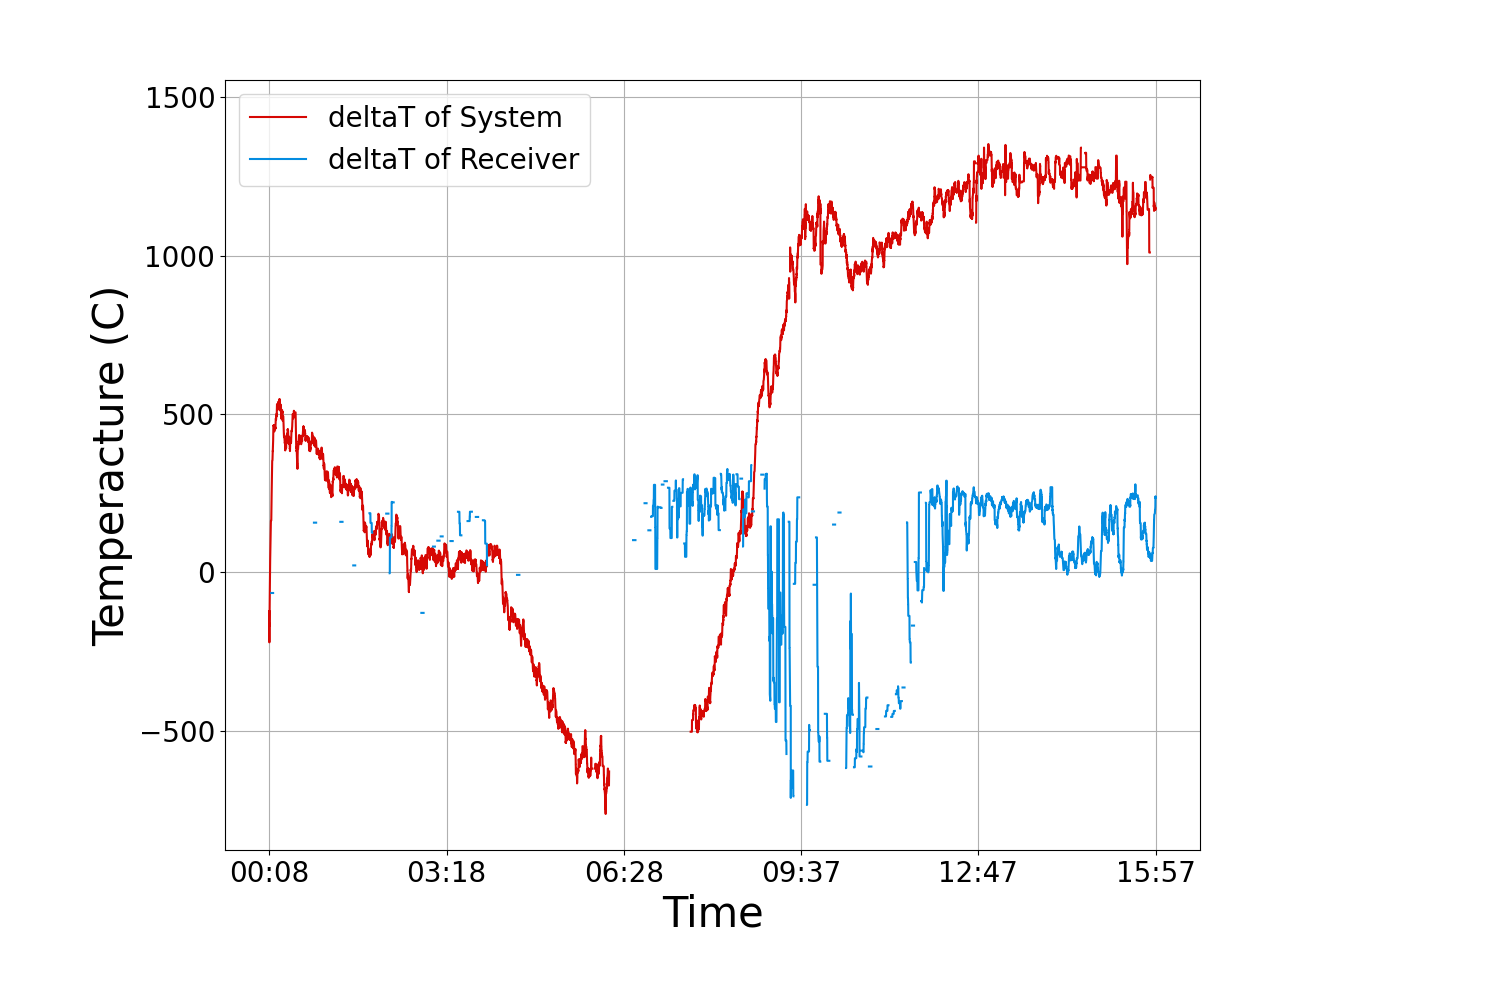 deltaT of System
deltaT of Receiver
1500
1000
500
0
−500
Temperacture (C)
00:08 03:18 06:28 09:37 12:47 15:57
Time